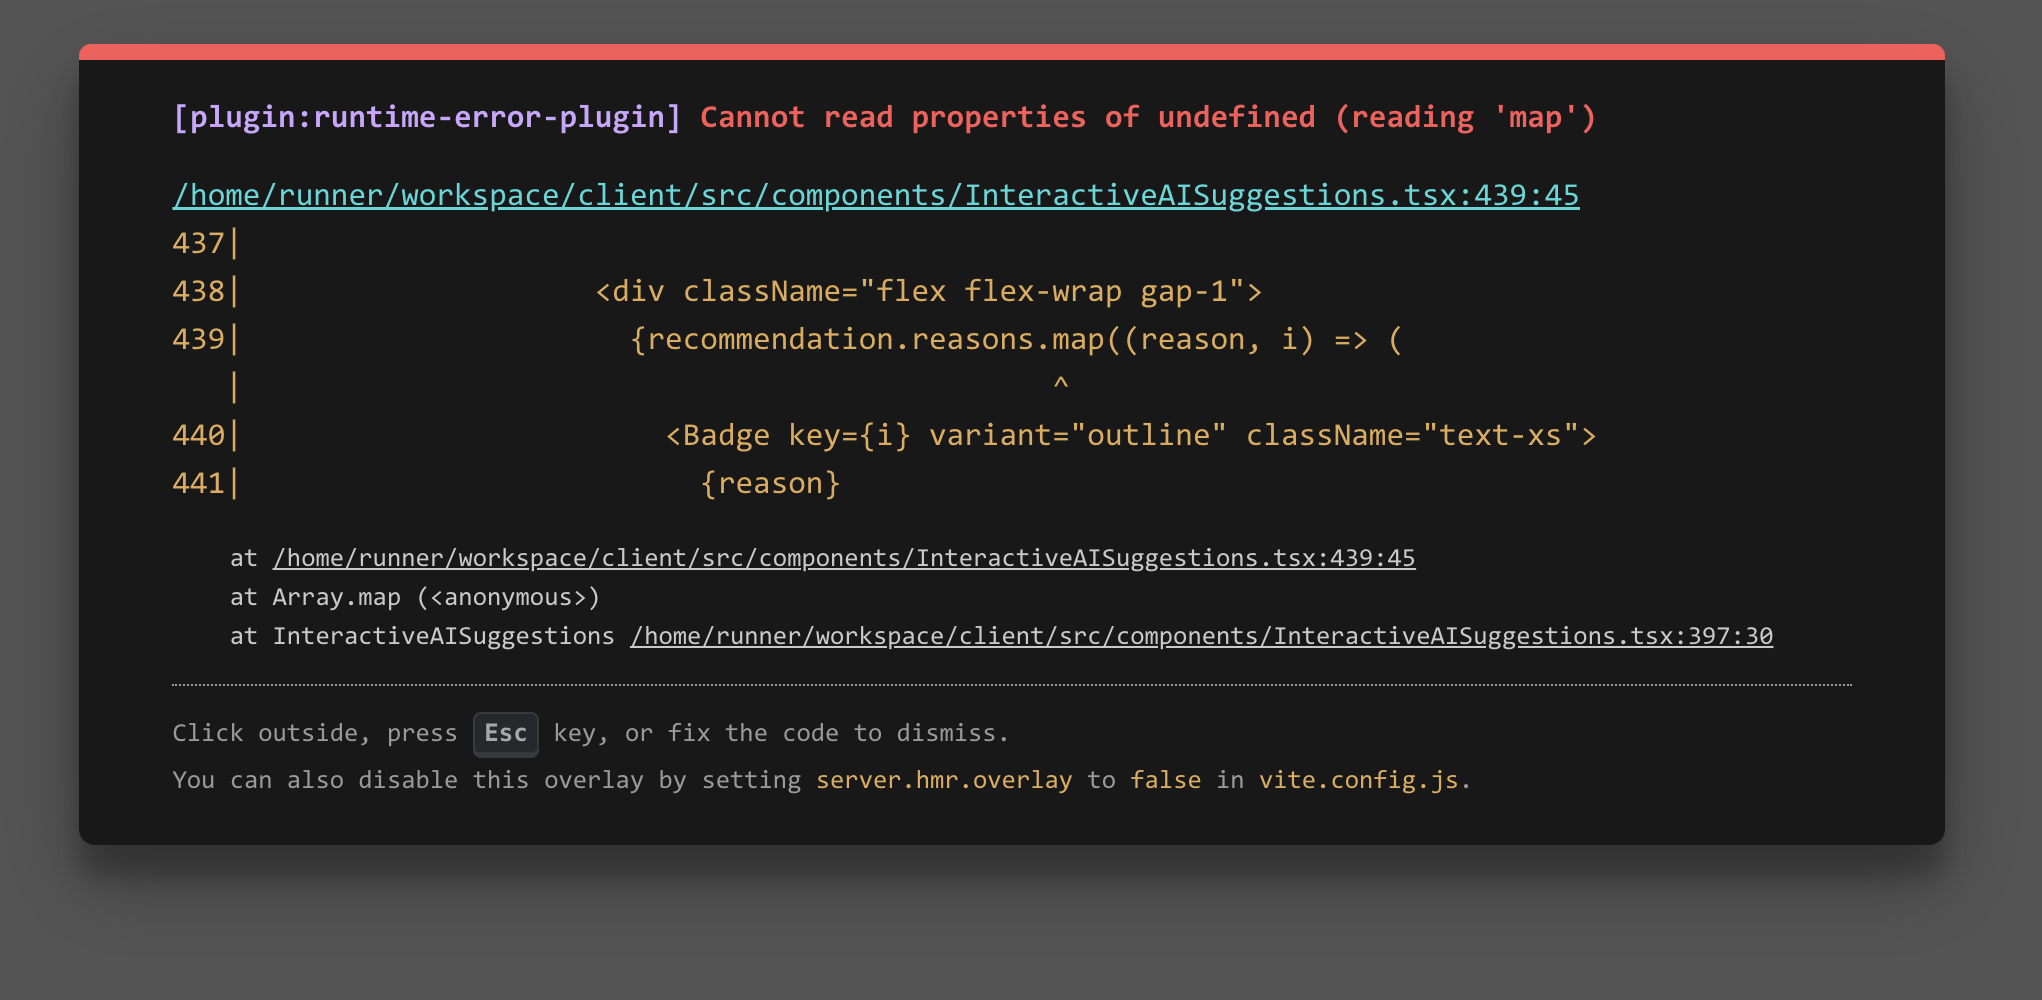 [plugin:runtime-error-plugin] Cannot read properties of undefined (reading 'map')
/home/runner/workspace/client/src/components/InteractiveAISuggestions.tsx:439:45
437|
438|                    <div className="flex flex-wrap gap-1">
439|                      {recommendation.reasons.map((reason, i) => (
   |                                              ^
440|                        <Badge key={i} variant="outline" className="text-xs">
441|                          {reason}
at /home/runner/workspace/client/src/components/InteractiveAISuggestions.tsx:439:45
at Array.map (<anonymous>)
at InteractiveAISuggestions /home/runner/workspace/client/src/components/InteractiveAISuggestions.tsx:397:30
Click outside, press Esc key, or fix the code to dismiss.
You can also disable this overlay by setting server.hmr.overlay to false in vite.config.js.